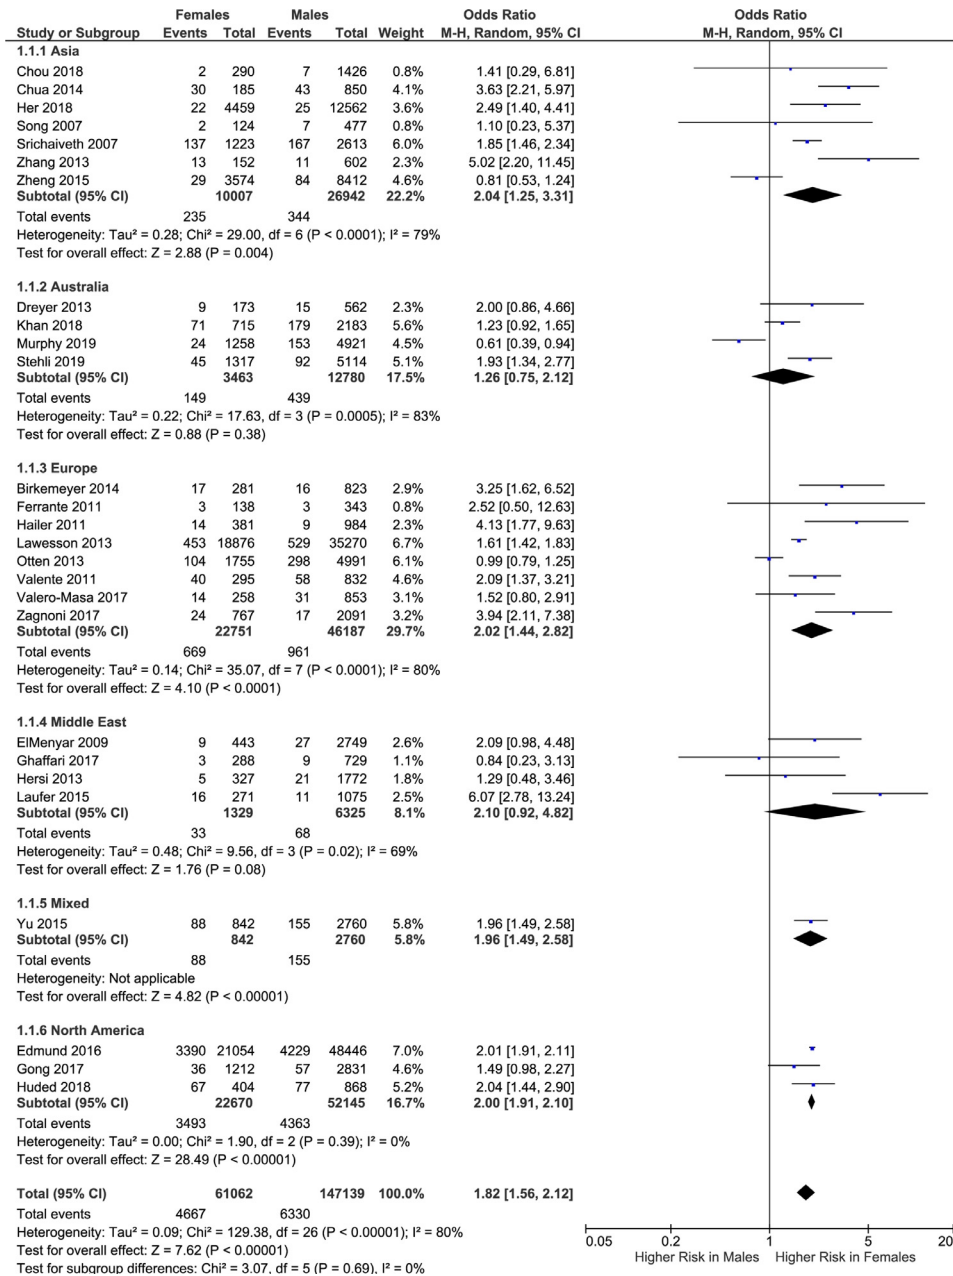 Females Males Odds Ratio Odds Ratio
Study or Subgroup Events Total Events Total Weight M-H, Random, 95% CI M-H, Random, 95% CI
1.1.1 Asia
Chou 2018 2 290 7 1426 0.8% 1.41 [0.29, 6.81]
Chua 2014 30 185 43 850 4.1% 3.63 [2.21, 5.97]
Her 2018 22 4459 25 12562 3.6% 2.49 [1.40, 4.41]
Song 2007 2 124 7 477 0.8% 1.10 [0.23, 5.37]
Srichaiveth 2007 137 1223 167 2613 6.0% 1.85 [1.46, 2.34]
Zhang 2013 13 152 11 602 2.3% 5.02 [2.20, 11.45]
Zheng 2015 29 3574 84 8412 4.6% 0.81 [0.53, 1.24]
Subtotal (95% CI) 10007 26942 22.2% 2.04 [1.25, 3.31]
Total events 235 344
Heterogeneity: Tau² = 0.28; Chi² = 29.00, df = 6 (P < 0.0001); I² = 79%
Test for overall effect: Z = 2.88 (P = 0.004)
1.1.2 Australia
Dreyer 2013 9 173 15 562 2.3% 2.00 [0.86, 4.66]
Khan 2018 71 715 179 2183 5.6% 1.23 [0.92, 1.65]
Murphy 2019 24 1258 153 4921 4.5% 0.61 [0.39, 0.94]
Stehli 2019 45 1317 92 5114 5.1% 1.93 [1.34, 2.77]
Subtotal (95% CI) 3463 12780 17.5% 1.26 [0.75, 2.12]
Total events 149 439
Heterogeneity: Tau² = 0.22; Chi² = 17.63, df = 3 (P = 0.0005); I² = 83%
Test for overall effect: Z = 0.88 (P = 0.38)
1.1.3 Europe
Birkemeyer 2014 17 281 16 823 2.9% 3.25 [1.62, 6.52]
Ferrante 2011 3 138 3 343 0.8% 2.52 [0.50, 12.63]
Hailer 2011 14 381 9 984 2.3% 4.13 [1.77, 9.63]
Lawesson 2013 453 18876 529 35270 6.7% 1.61 [1.42, 1.83]
Otten 2013 104 1755 298 4991 6.1% 0.99 [0.79, 1.25]
Valente 2011 40 295 58 832 4.6% 2.09 [1.37, 3.21]
Valero-Masa 2017 14 258 31 853 3.1% 1.52 [0.80, 2.91]
Zagnoni 2017 24 767 17 2091 3.2% 3.94 [2.11, 7.38]
Subtotal (95% CI) 22751 46187 29.7% 2.02 [1.44, 2.82]
Total events 669 961
Heterogeneity: Tau² = 0.14; Chi² = 35.07, df = 7 (P < 0.0001); I² = 80%
Test for overall effect: Z = 4.10 (P < 0.0001)
1.1.4 Middle East
ElMenyar 2009 9 443 27 2749 2.6% 2.09 [0.98, 4.48]
Ghaffari 2017 3 288 9 729 1.1% 0.84 [0.23, 3.13]
Hersi 2013 5 327 21 1772 1.8% 1.29 [0.48, 3.46]
Laufer 2015 16 271 11 1075 2.5% 6.07 [2.78, 13.24]
Subtotal (95% CI) 1329 6325 8.1% 2.10 [0.92, 4.82]
Total events 33 68
Heterogeneity: Tau² = 0.48; Chi² = 9.56, df = 3 (P = 0.02); I² = 69%
Test for overall effect: Z = 1.76 (P = 0.08)
1.1.5 Mixed
Yu 2015 88 842 155 2760 5.8% 1.96 [1.49, 2.58]
Subtotal (95% CI) 842 2760 5.8% 1.96 [1.49, 2.58]
Total events 88 155
Heterogeneity: Not applicable
Test for overall effect: Z = 4.82 (P < 0.00001)
1.1.6 North America
Edmund 2016 3390 21054 4229 48446 7.0% 2.01 [1.91, 2.11]
Gong 2017 36 1212 57 2831 4.6% 1.49 [0.98, 2.27]
Huded 2018 67 404 77 868 5.2% 2.04 [1.44, 2.90]
Subtotal (95% CI) 22670 52145 16.7% 2.00 [1.91, 2.10]
Total events 3493 4363
Heterogeneity: Tau² = 0.00; Chi² = 1.90, df = 2 (P = 0.39); I² = 0%
Test for overall effect: Z = 28.49 (P < 0.00001)
Total (95% CI) 61062 147139 100.0% 1.82 [1.56, 2.12]
Total events 4667 6330
Heterogeneity: Tau² = 0.09; Chi² = 129.38, df = 26 (P < 0.00001); I² = 80%
Test for overall effect: Z = 7.62 (P < 0.00001)
Test for subgroup differences: Chi² = 3.07, df = 5 (P = 0.69), I² = 0%
0.05 0.2 1 5 20
Higher Risk in Males Higher Risk in Females